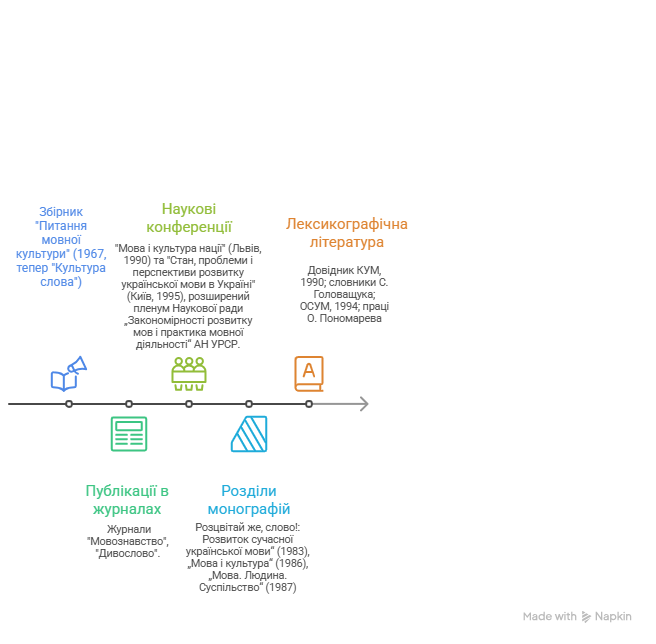 Збірник
"Питання
мовної
культури" (1967,
тепер "Культура
слова")
Наукові
конференції
"Мова і культура нації" (Львів,
1990) та "Стан, проблеми і
перспективи розвитку
української мови в Україні"
(Київ, 1995), розширений
пленум Наукової ради
„Закономірності розвитку
мов і практика мовної
діяльності“ АН УРСР.
Лексикографічна
література
Довідник КУМ,
1990; словники С.
Головащука;
ОСУМ, 1994; праці
О. Пономарева
A
Публікації в
журналах
Журнали
"Мовознавство",
"Дивослово".
Розділи
монографій
Розцвітай же, слово!:
Розвиток сучасної
української мови“ (1983),
„Мова і культура“ (1986),
„Мова. Людина.
Суспільство“ (1987)
Made with Napkin